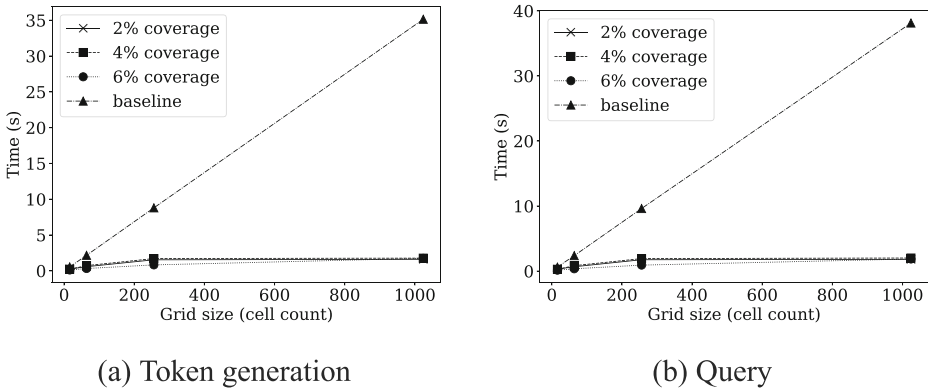 35
30
25
20
15
10
5
0
Time (s)
2% coverage
4% coverage
6% coverage
baseline
0 200 400 600 800 1000
Grid size (cell count)
(a) Token generation
40
30
20
10
0
Time (s)
2% coverage
4% coverage
6% coverage
baseline
0 200 400 600 800 1000
Grid size (cell count)
(b) Query